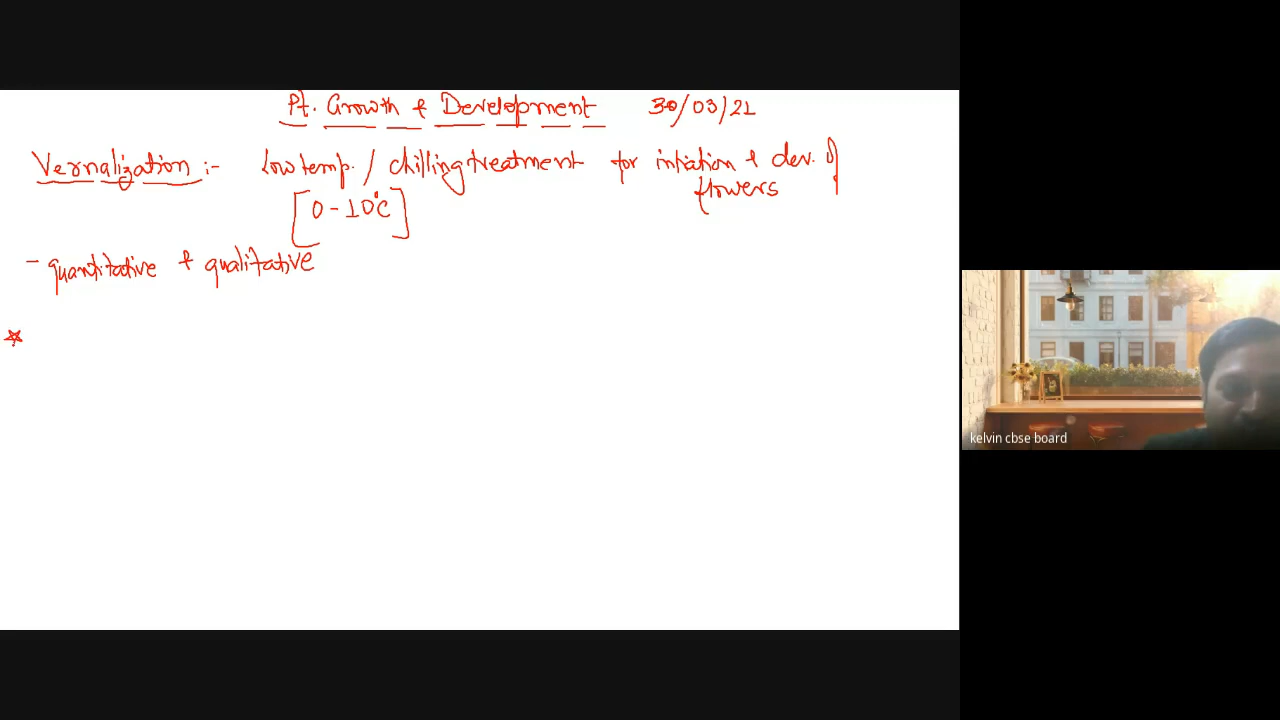 Pt. Growth & Development 30/03/21
Vernalization :- Low temp. / chilling treatment for intiation & dev. of
flowers
[0-10°C]
- quantitative & qualitative
kelvin cbse board